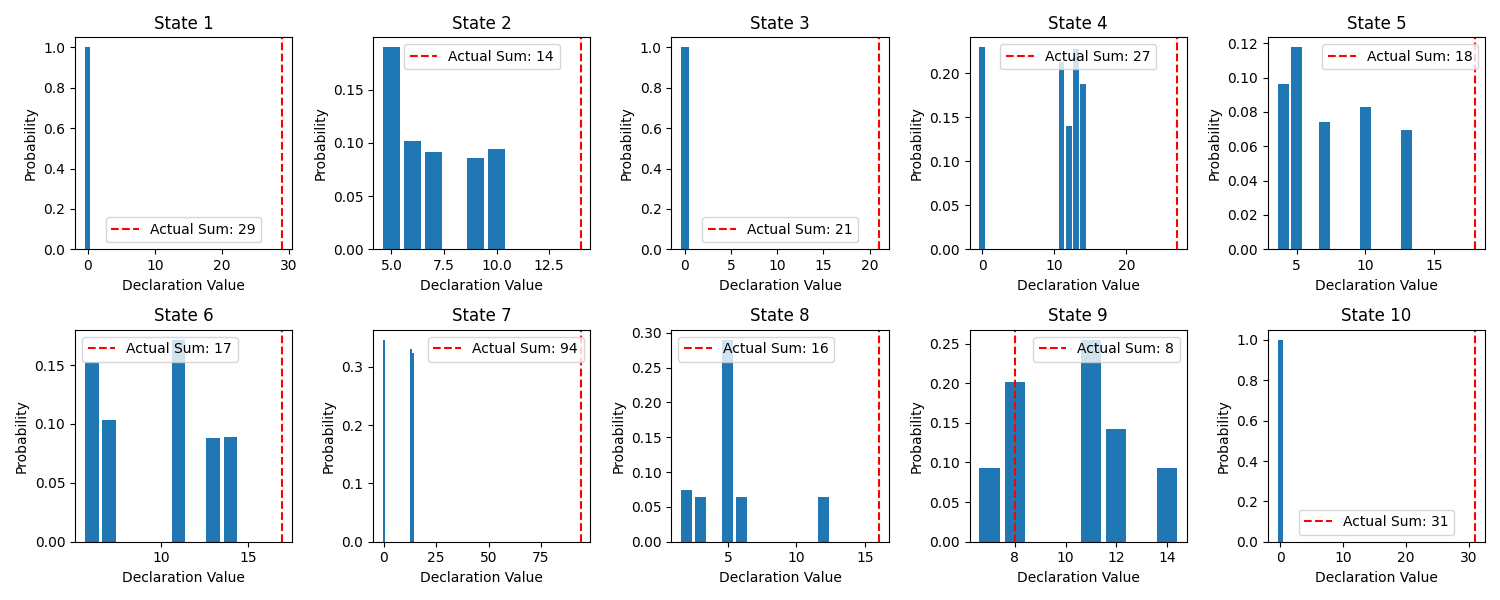 State 1
Probability
1.0
0.8
0.6
0.4
0.2
0.0
Actual Sum: 29
0 10 20 30
Declaration Value
State 2
Probability
0.15
0.10
0.05
0.00
Actual Sum: 14
5.0 7.5 10.0 12.5
Declaration Value
State 3
Probability
1.0
0.8
0.6
0.4
0.2
0.0
Actual Sum: 21
0 5 10 15 20
Declaration Value
State 4
Probability
0.20
0.15
0.10
0.05
0.00
Actual Sum: 27
0 10 20
Declaration Value
State 5
Probability
0.12
0.10
0.08
0.06
0.04
0.02
0.00
Actual Sum: 18
5 10 15
Declaration Value
State 6
Probability
0.15
0.10
0.05
0.00
Actual Sum: 17
10 15
Declaration Value
State 7
Probability
0.3
0.2
0.1
0.0
Actual Sum: 94
0 25 50 75
Declaration Value
State 8
Probability
0.30
0.25
0.20
0.15
0.10
0.05
0.00
Actual Sum: 16
5 10 15
Declaration Value
State 9
Probability
0.25
0.20
0.15
0.10
0.05
0.00
Actual Sum: 8
8 10 12 14
Declaration Value
State 10
Probability
1.0
0.8
0.6
0.4
0.2
0.0
Actual Sum: 31
0 10 20 30
Declaration Value